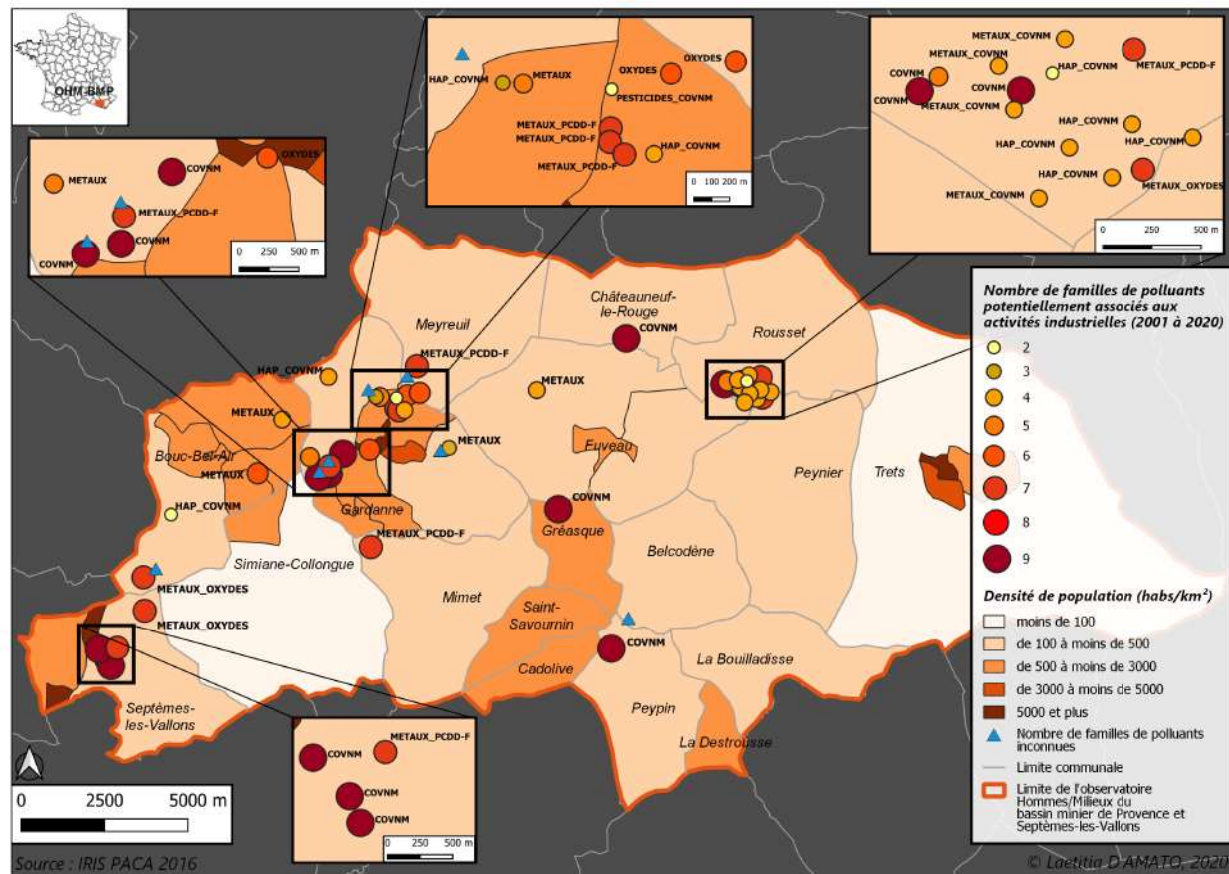 OHM-BMP
METAUX
COVNM
OXYDES
METAUX_PCDD-F
COVNM
COVNM
0 250 500 m
HAP_COVNM
METAUX
OXYDES
OXYDES
PESTICIDES_COVNM
METAUX_PCDD-F
METAUX_PCDD-F
METAUX_PCDD-F
HAP_COVNM
0 100 200 m
METAUX_COVNM
METAUX_COVNM
METAUX_PCDD-F
COVNM
HAP_COVNM
COVNM
COVNM
METAUX_COVNM
HAP_COVNM
HAP_COVNM
HAP_COVNM
METAUX_OXYDES
METAUX_COVNM
0 250 500 m
Châteauneuf-
le-Rouge
Meyreuil
Rousset
COVNM
METAUX_PCDD-F
HAP_COVNM
METAUX
METAUX
METAUX
Fuveau
Bouc-Bel-Air
METAUX
Peynier
Trets
HAP_COVNM
COVNM
Gardanne
Gréasque
METAUX_PCDD-F
Simiane-Collongue
Belcodène
METAUX_OXYDES
Mimet
METAUX_OXYDES
Saint-
Savournin
COVNM
La Bouilladisse
Cadolive
Septèmes-
les-Vallons
Peypin
La Destrousse
METAUX_PCDD-F
COVNM
COVNM
COVNM
0 250 500 m
0 2500 5000 m
Nombre de familles de polluants
potentiellement associés aux
activités industrielles (2001 à 2020)
2
3
4
5
6
7
8
9
Densité de population (habs/km²)
moins de 100
de 100 à moins de 500
de 500 à moins de 3000
de 3000 à moins de 5000
5000 et plus
Nombre de familles de polluants
inconnues
Limite communale
Limite de l'observatoire
Hommes/Milieux du
bassin minier de Provence et
Septèmes-les-Vallons
Source : IRIS PACA 2016
© Laetitia D'AMATO, 2020